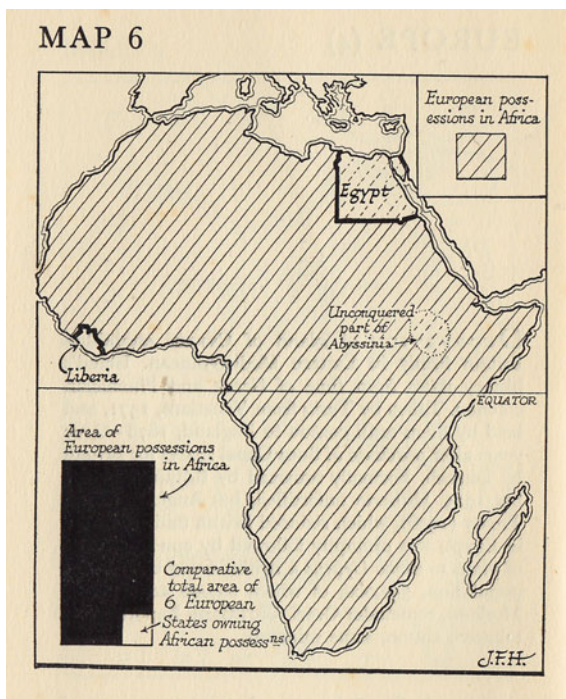 MAP 6
European poss-
essions in Africa
Egypt
Unconquered
part of
Abyssinia
Liberia
EQUATOR
Area of
European possessions
in Africa
Comparative
total area of
6 European
States owning
African possessns
J.F.H.